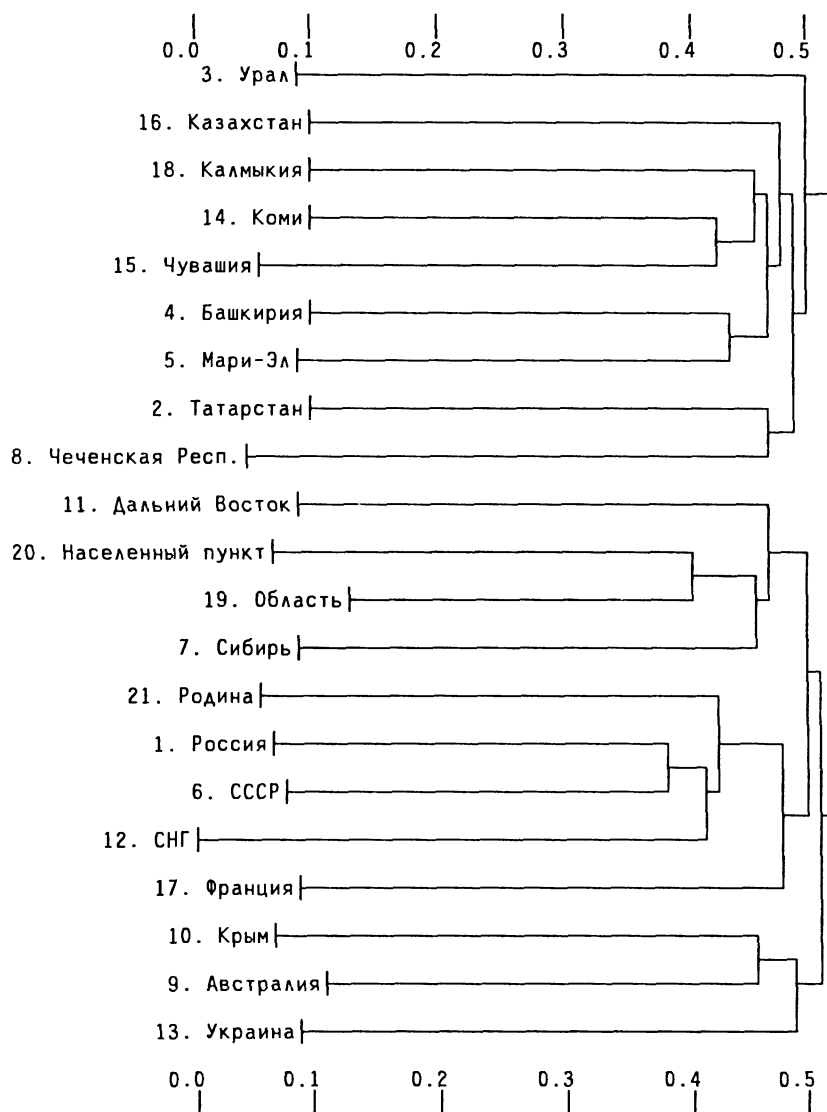 0.0 0.1 0.2 0.3 0.4 0.5
3. Урал
16. Казахстан
18. Калмыкия
14. Коми
15. Чувашия
4. Башкирия
5. Мари-Эл
2. Татарстан
8. Чеченская Респ.
11. Дальний Восток
20. Населенный пункт
19. Область
7. Сибирь
21. Родина
1. Россия
6. СССР
12. СНГ
17. Франция
10. Крым
9. Австралия
13. Украина
0.0 0.1 0.2 0.3 0.4 0.5